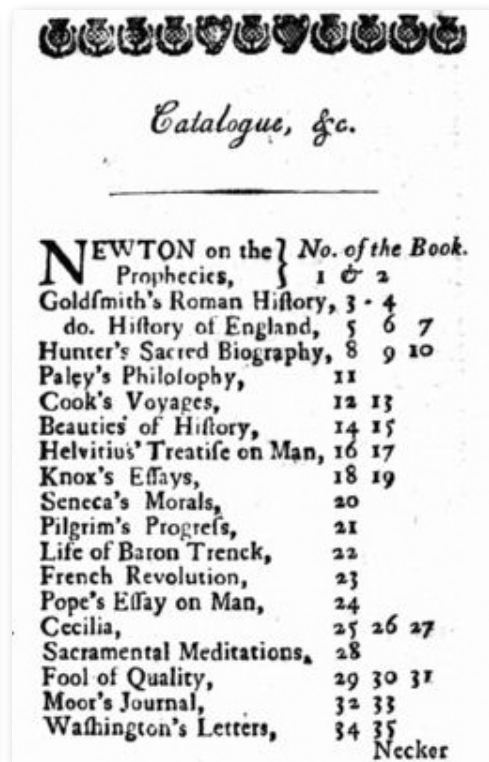 Catalogue, &c.
NEWTON on the } No. of the Book.
Prophecies, } 1 & 2
Goldſmith's Roman Hiſtory, 3 - 4
do. Hiſtory of England, 5 6 7
Hunter's Sacred Biography, 8 9 10
Paley's Philoſophy, 11
Cook's Voyages, 12 13
Beauties of Hiſtory, 14 15
Helvitius' Treatiſe on Man, 16 17
Knox's Eſſays, 18 19
Seneca's Morals, 20
Pilgrim's Progreſs, 21
Life of Baron Trenck, 22
French Revolution, 23
Pope's Eſſay on Man, 24
Cecilia, 25 26 27
Sacramental Meditations, 28
Fool of Quality, 29 30 31
Moor's Journal, 32 33
Waſhington's Letters, 34 35
Necker